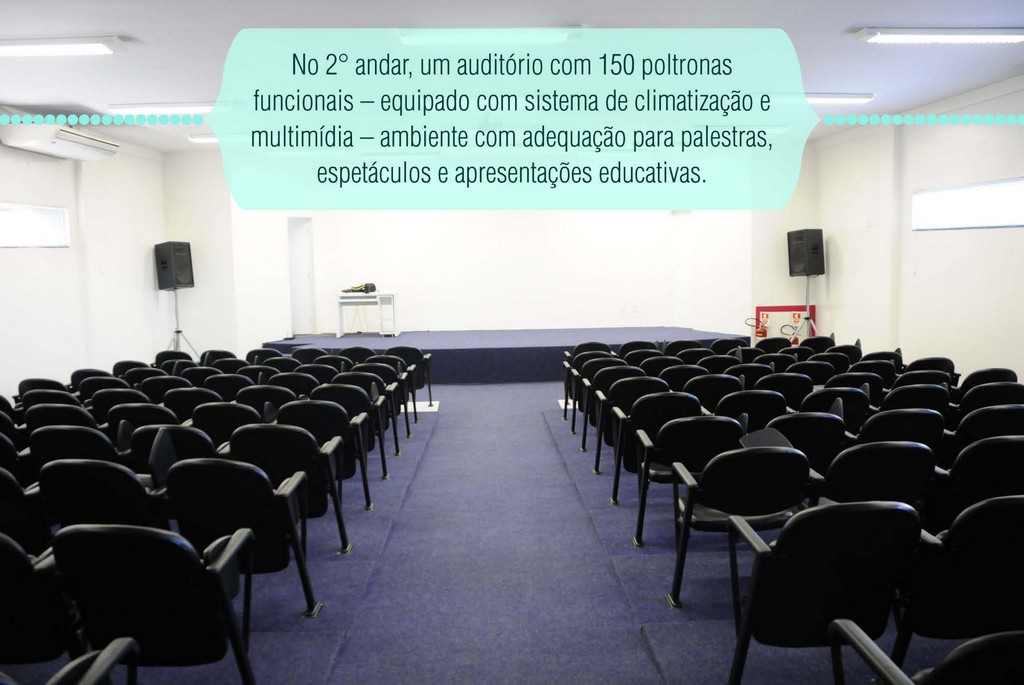 No 2° andar, um auditório com 150 poltronas
funcionais – equipado com sistema de climatização e
multimídia – ambiente com adequação para palestras,
espetáculos e apresentações educativas.